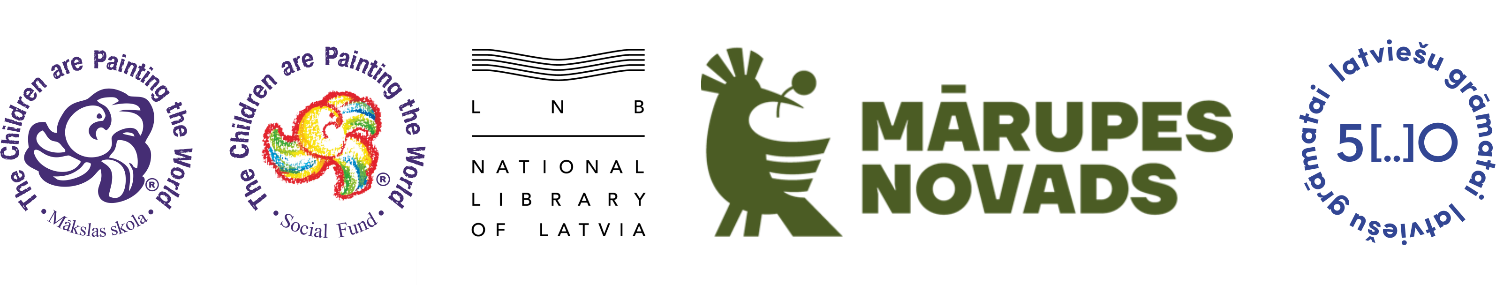 The Children are Painting the World
®
• Mākslas skola •
The Children are Painting the World
®
• Social Fund •
L N B
NATIONAL
LIBRARY
OF LATVIA
MĀRUPES
NOVADS
latviešu grāmatai latviešu grāmatai
5[..]0